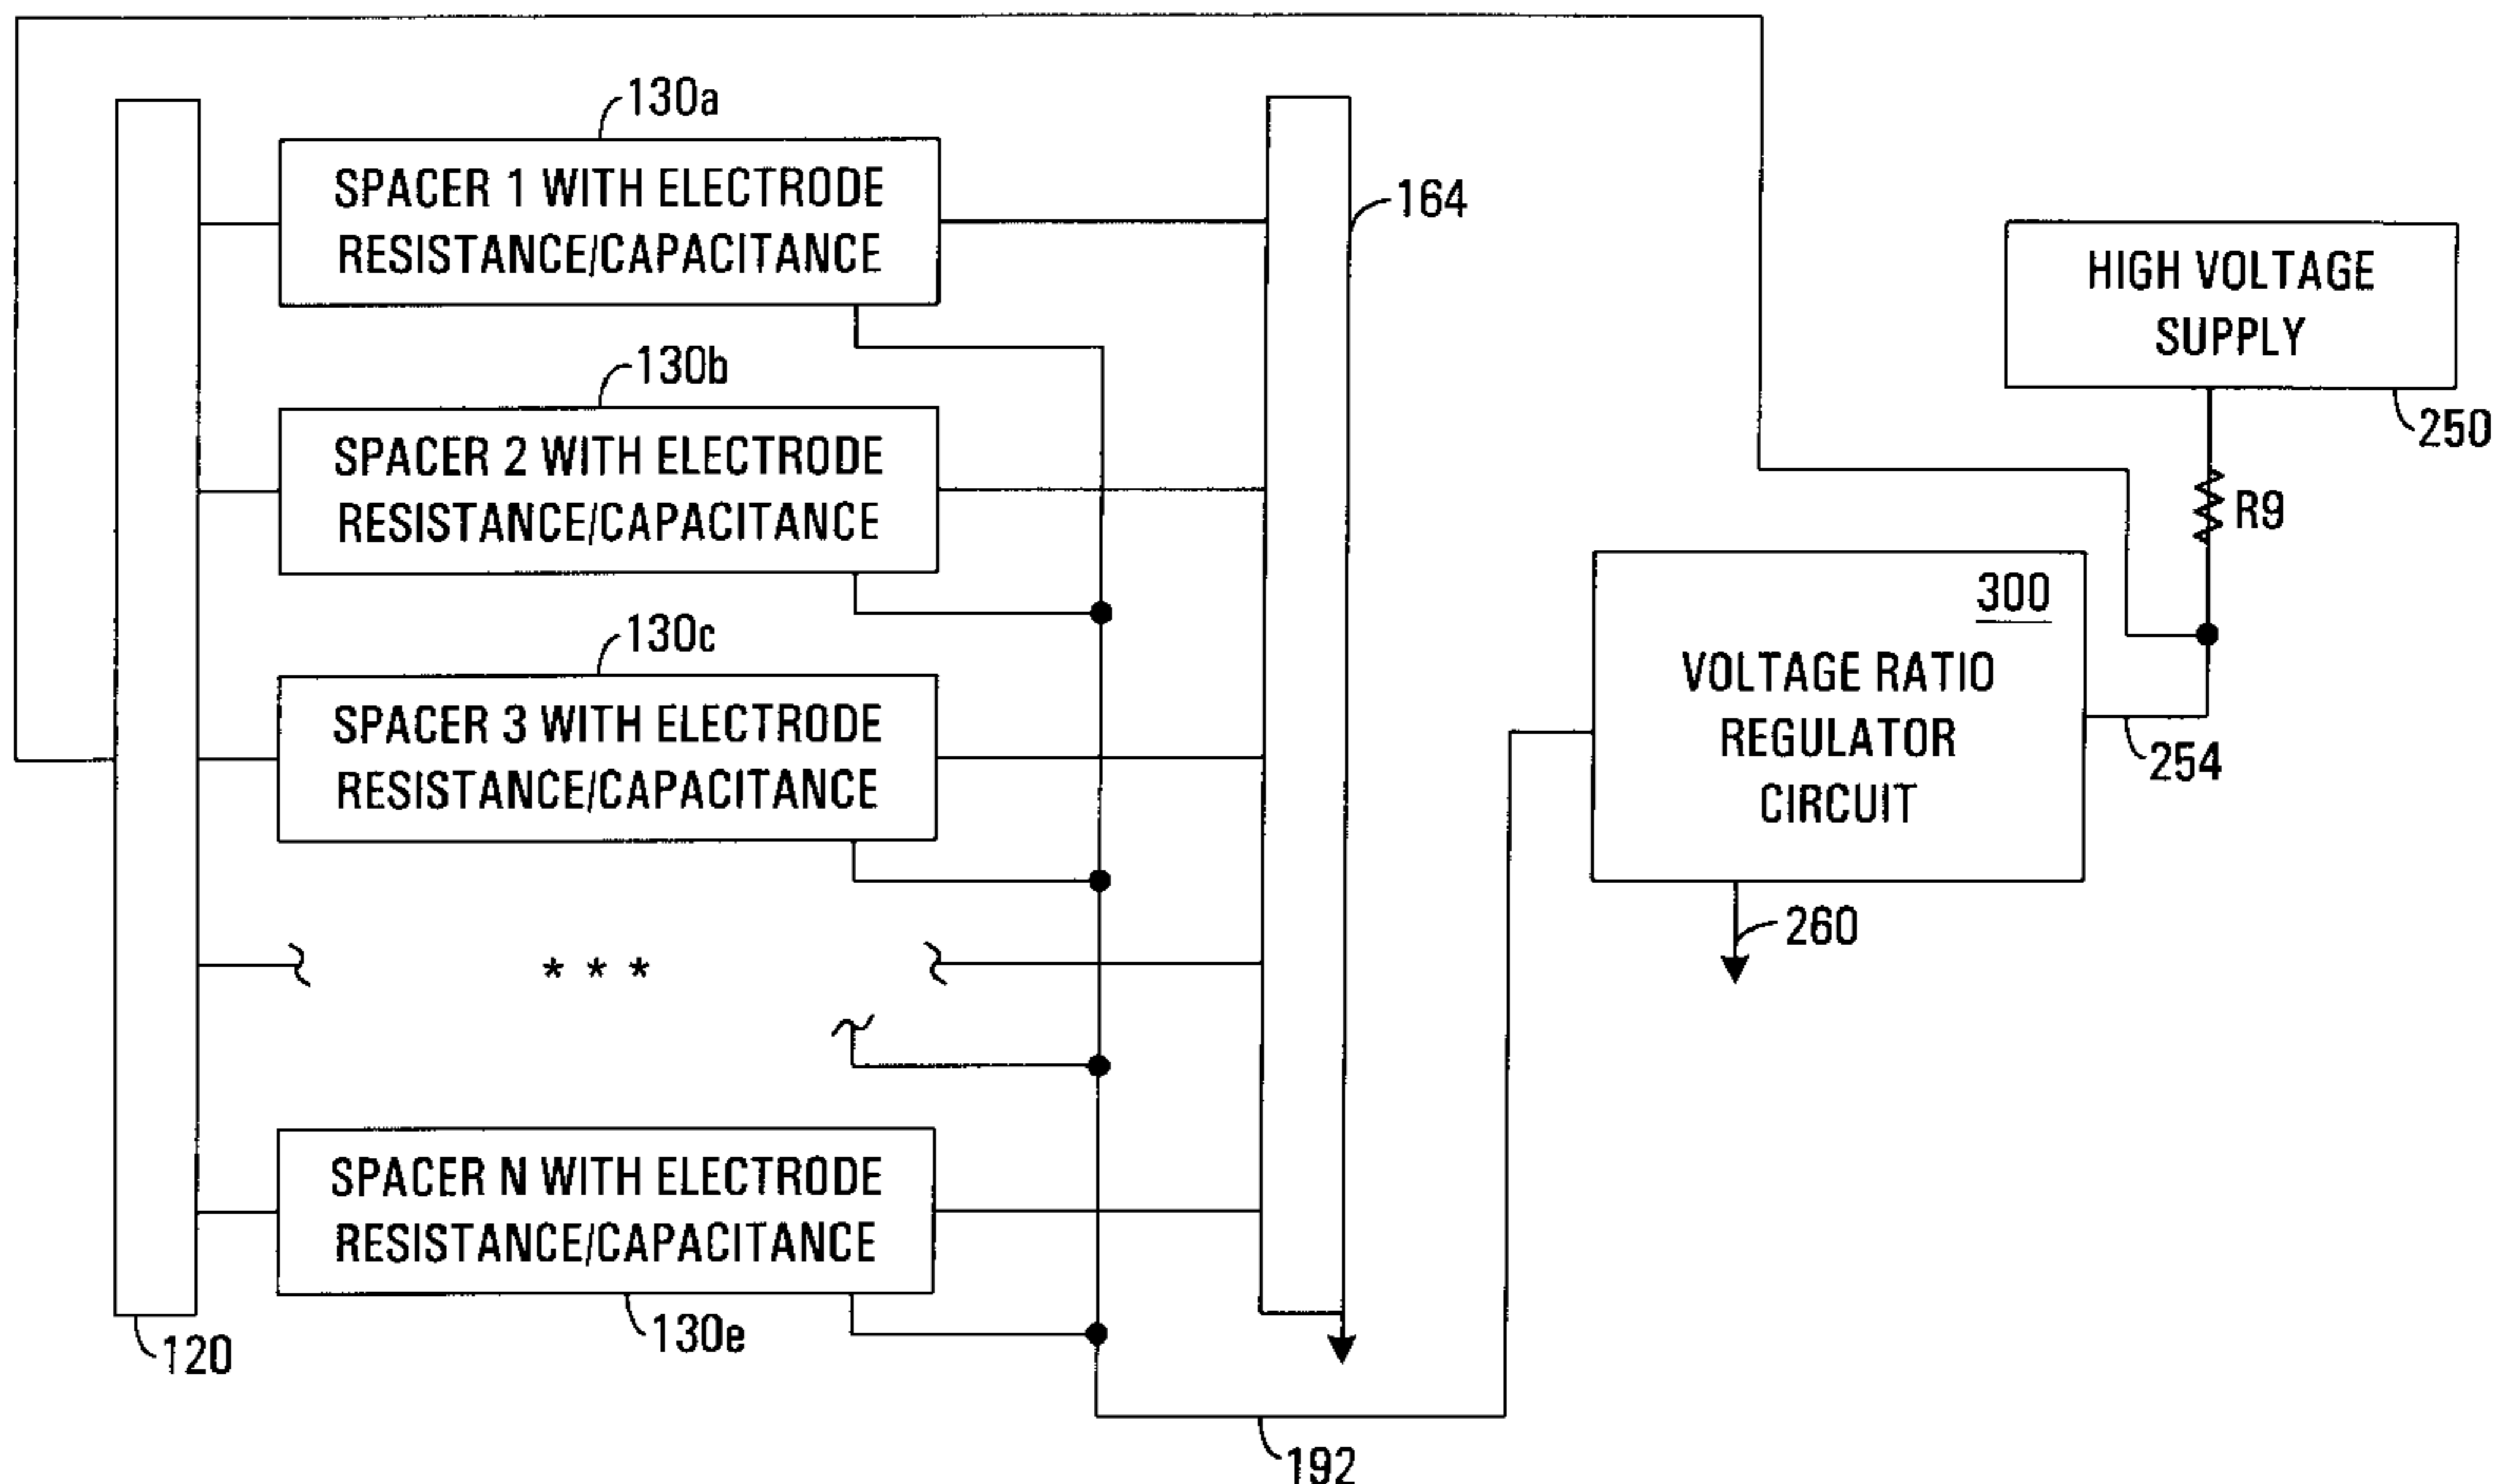 130a
SPACER 1 WITH ELECTRODE
RESISTANCE/CAPACITANCE
164
HIGH VOLTAGE
SUPPLY
250
130b
SPACER 2 WITH ELECTRODE
RESISTANCE/CAPACITANCE
R9
300
VOLTAGE RATIO
REGULATOR
CIRCUIT
254
260
130c
SPACER 3 WITH ELECTRODE
RESISTANCE/CAPACITANCE
* * *
SPACER N WITH ELECTRODE
RESISTANCE/CAPACITANCE
130e
120
192